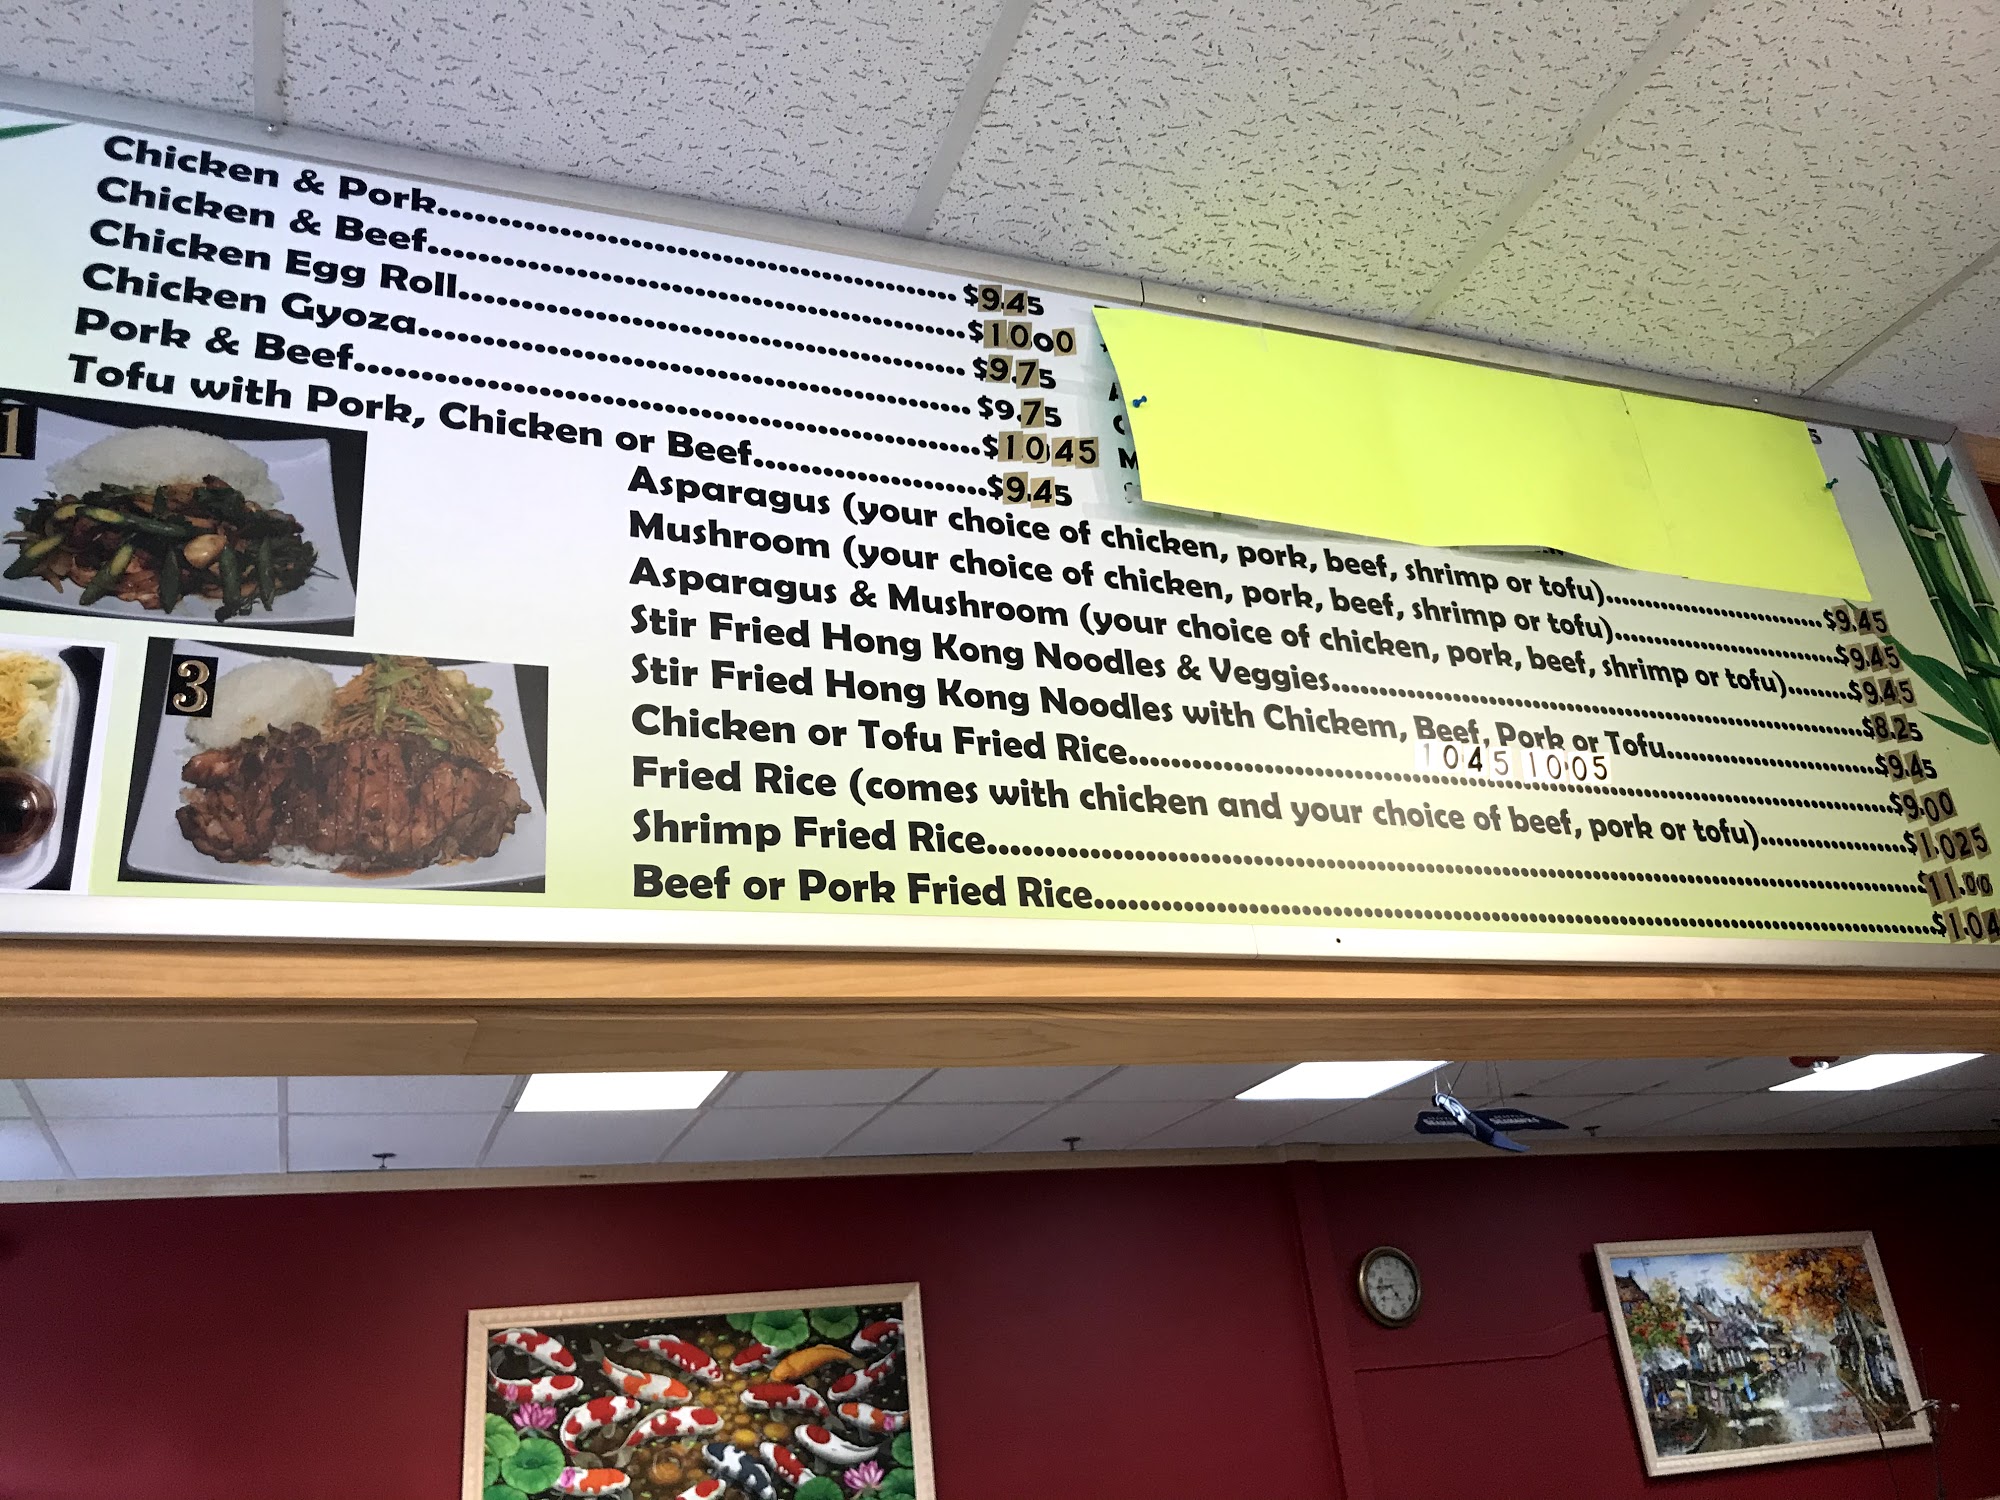 Chicken & Pork........ $9.45
Chicken & Beef........ $10.00
Chicken Egg Roll........ $9.75
Chicken Gyoza........ $9.75
Pork & Beef........ $10.45
Tofu with Pork, Chicken or Beef........ $9.45
Asparagus (your choice of chicken, pork, beef, shrimp or tofu)........ $9.45
Mushroom (your choice of chicken, pork, beef, shrimp or tofu)........ $9.45
Asparagus & Mushroom (your choice of chicken, pork, beef, shrimp or tofu)........ $9.45
Stir Fried Hong Kong Noodles & Veggies........ $8.25
Stir Fried Hong Kong Noodles with Chickem, Beef, Pork or Tofu........ $9.45
1045 10.05
Chicken or Tofu Fried Rice........ $9.00
Fried Rice (comes with chicken and your choice of beef, pork or tofu)........ $1.025
Shrimp Fried Rice........ $11.00
Beef or Pork Fried Rice........ $1.04
1
3